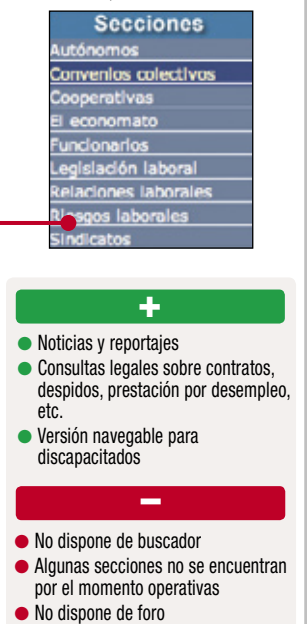 Secciones
Autónomos
Convenios colectivos
Cooperativas
El economato
Funcionarios
Legislación laboral
Relaciones laborales
Riesgos laborales
Sindicatos
+
● Noticias y reportajes
● Consultas legales sobre contratos,
despidos, prestación por desempleo,
etc.
● Versión navegable para
discapacitados
–
● No dispone de buscador
● Algunas secciones no se encuentran
por el momento operativas
● No dispone de foro